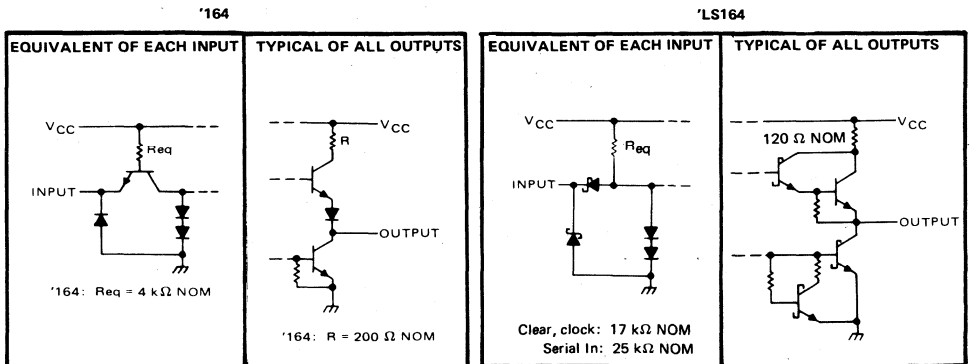 '164
EQUIVALENT OF EACH INPUT
VCC
Req
INPUT
'164: Req = 4 kΩ NOM
TYPICAL OF ALL OUTPUTS
VCC
R
OUTPUT
'164: R = 200 Ω NOM
'LS164
EQUIVALENT OF EACH INPUT
VCC
Req
INPUT
Clear, clock: 17 kΩ NOM
Serial In: 25 kΩ NOM
TYPICAL OF ALL OUTPUTS
VCC
120 Ω NOM
OUTPUT